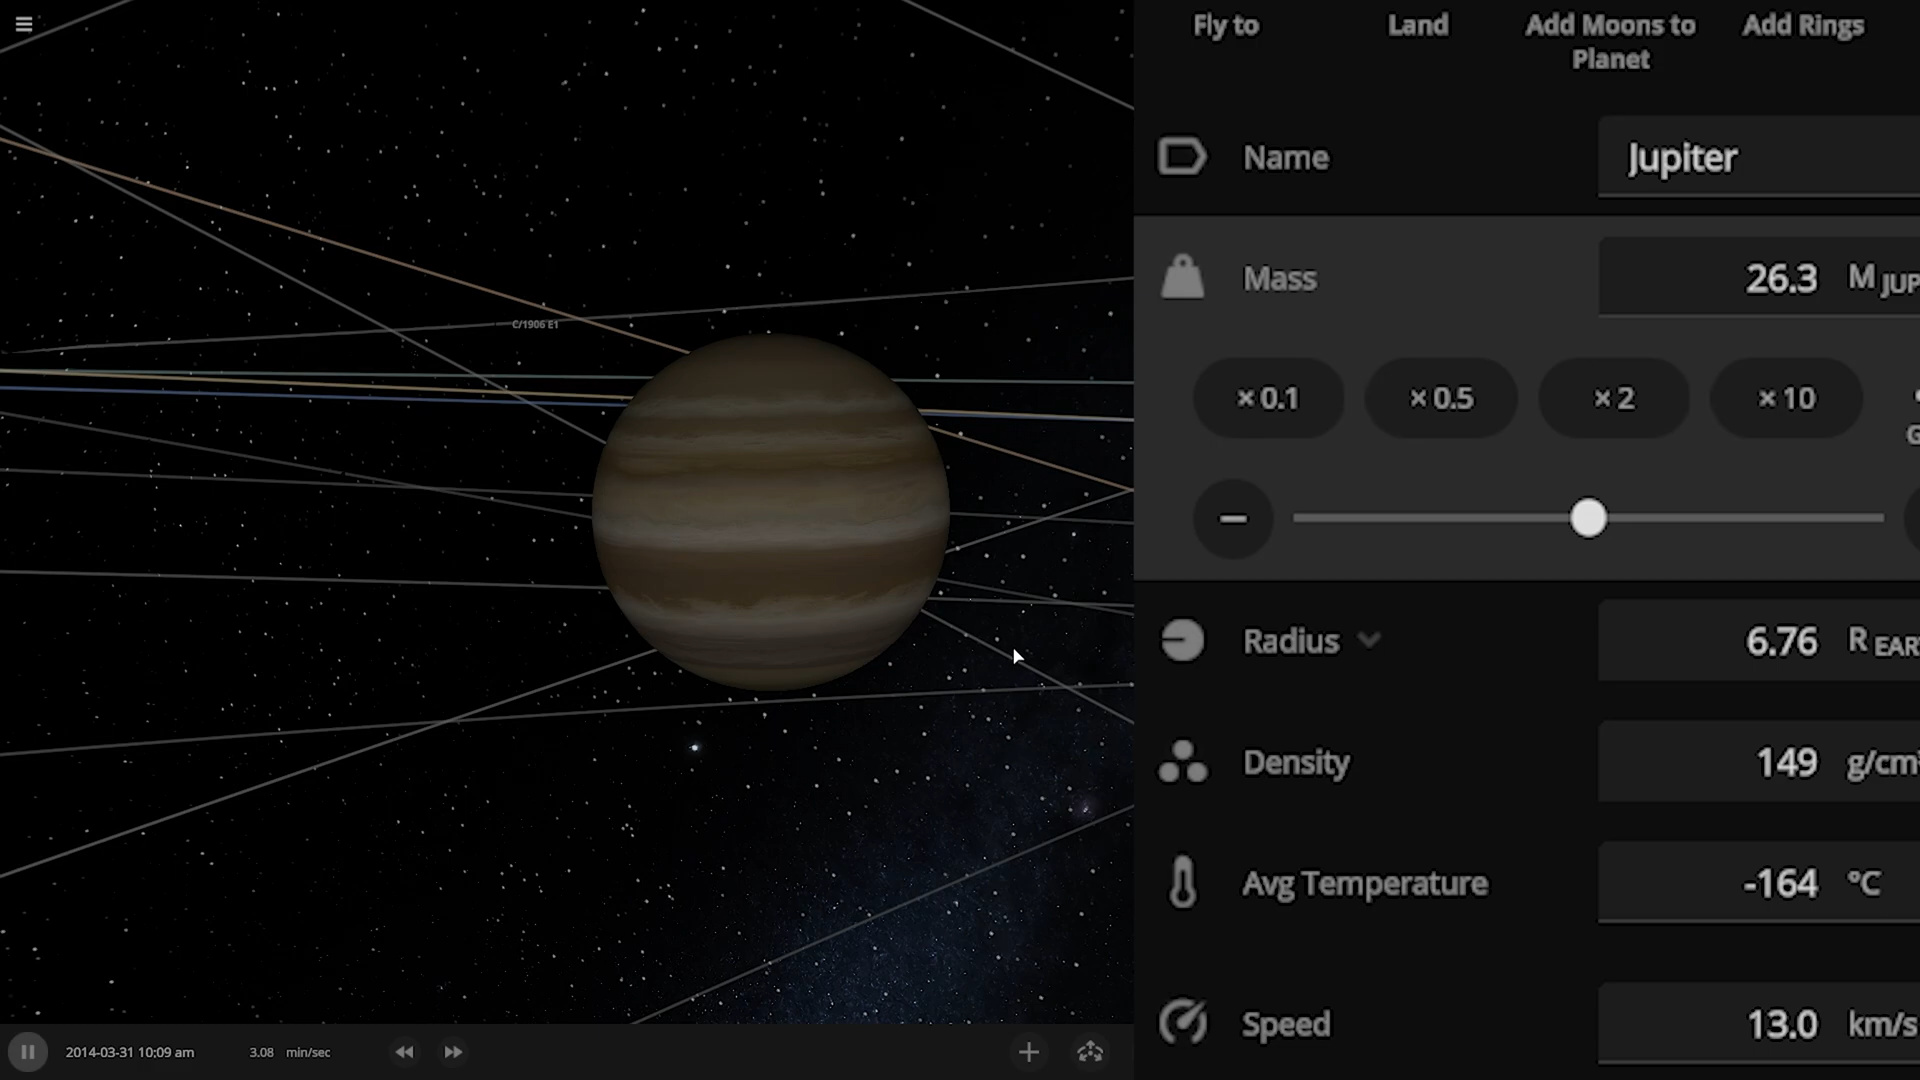 Fly to
Land
Add Moons to
Planet
Add Rings
Name
Jupiter
Mass
26.3 M JUP
×0.1
×0.5
×2
×10
C/1906 E1
Radius
6.76 R EAR
Density
149 g/cm³
Avg Temperature
-164 °C
Speed
13.0 km/s
2014-03-31 10:09 am
3.08 min/sec